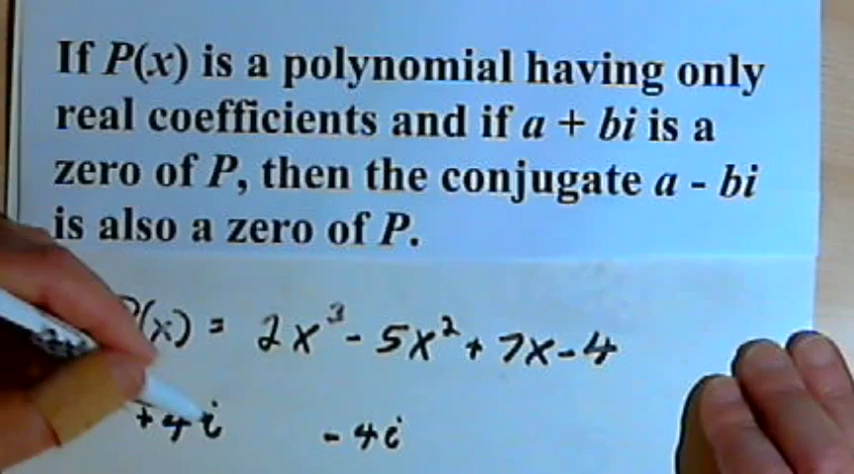 If P(x) is a polynomial having only
real coefficients and if a + bi is a
zero of P, then the conjugate a - bi
is also a zero of P.
P(x) = 2x³ - 5x² + 7x - 4
+4i - 4i